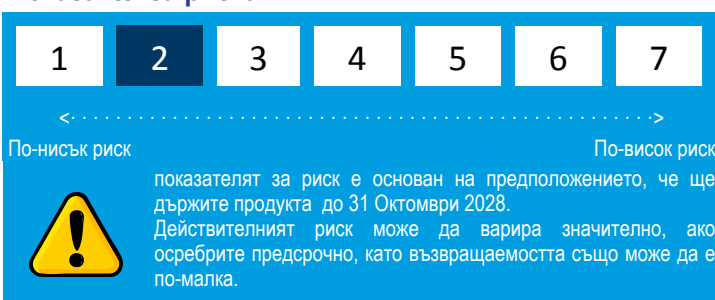 1 2 3 4 5 6 7
<· · · · · · · · · · · · · · · · · · · · · · · · · · · · · · · · · · · · · · · · · · · · · · · · · · · · ·>
По-нисък риск По-висок риск
показателят за риск е основан на предположението, че ще
държите продукта до 31 Октомври 2028.
Действителният риск може да варира значително, ако
осребрите предсрочно, като възвращаемостта също може да е
по-малка.